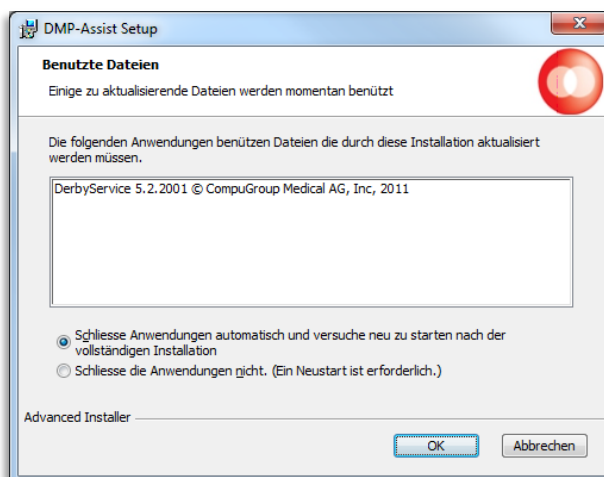 DMP-Assist Setup
Benutzte Dateien
Einige zu aktualisierende Dateien werden momentan benützt
Die folgenden Anwendungen benützen Dateien die durch diese Installation aktualisiert
werden müssen.
DerbyService 5.2.2001 © CompuGroup Medical AG, Inc, 2011
Schliesse Anwendungen automatisch und versuche neu zu starten nach der
vollständigen Installation
Schliesse die Anwendungen nicht. (Ein Neustart ist erforderlich.)
Advanced Installer
OK
Abbrechen